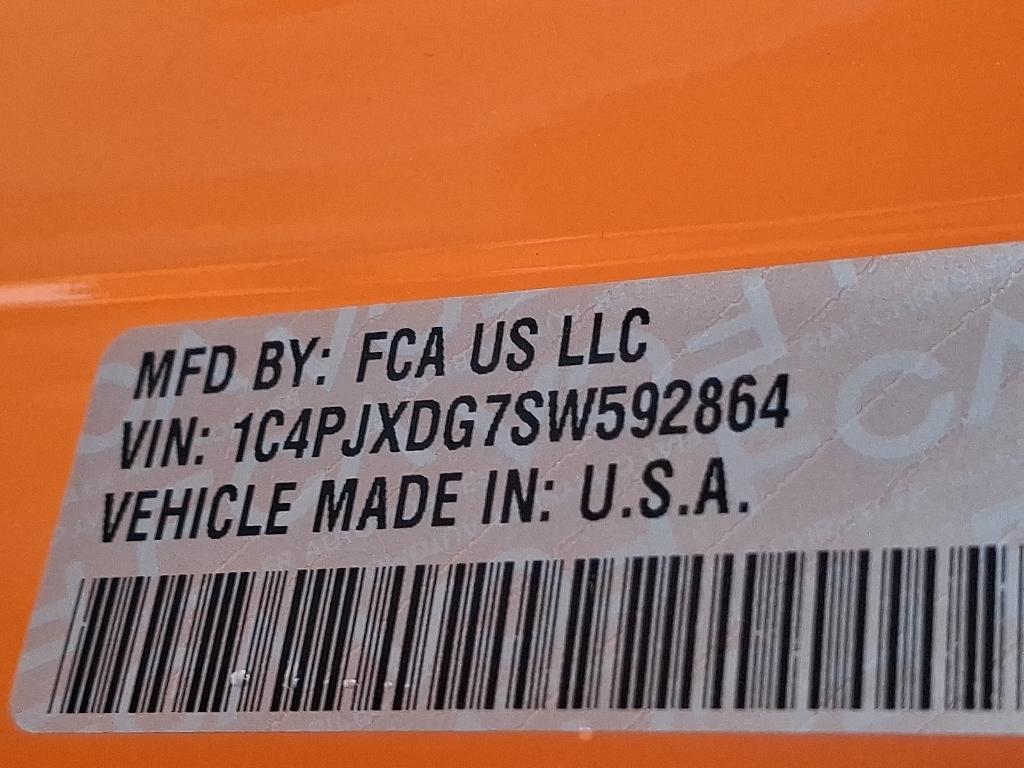 MFD BY: FCA US LLC
VIN: 1C4PJXDG7SW592864
VEHICLE MADE IN: U.S.A.